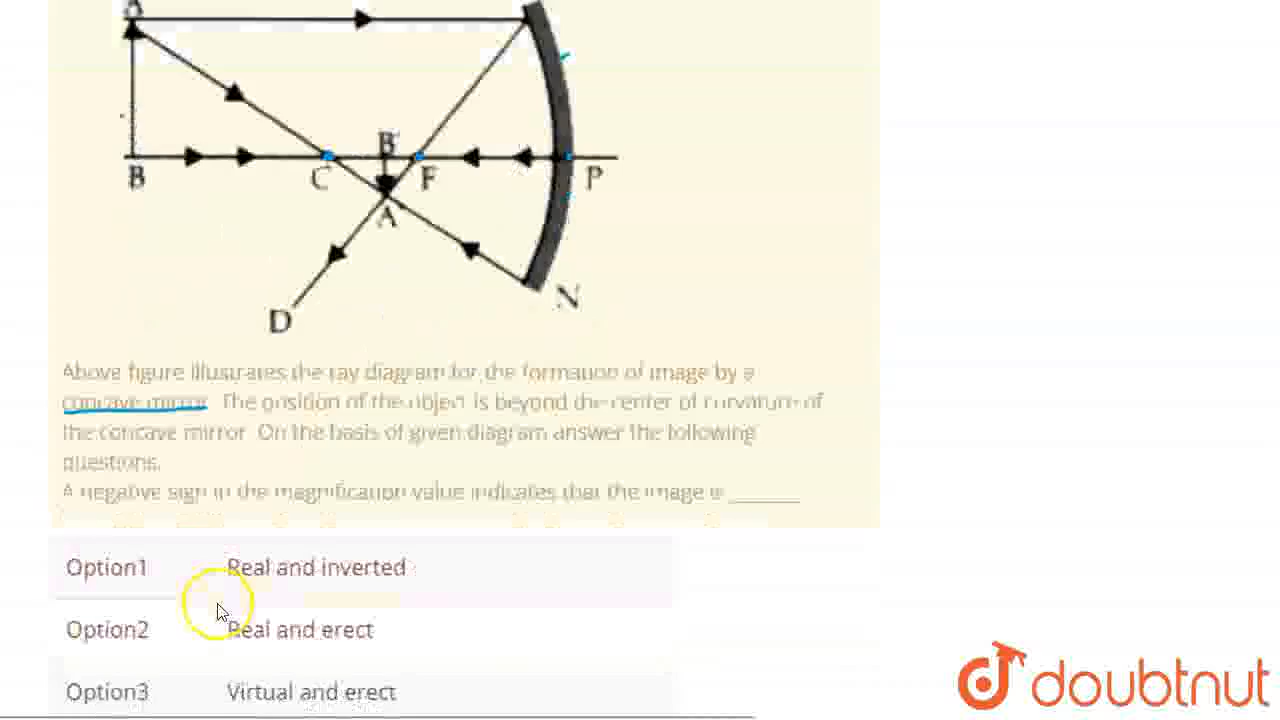 A
B'
B C F P
A
N
D
Above figure illustrates the ray diagram for the formation of image by a
concave mirror. The position of the object is beyond the center of curvature of
the concave mirror. On the basis of given diagram answer the following
questions.
A negative sign in the magnification value indicates that the image is ______
Option1 Real and inverted
Option2 Real and erect
Option3 Virtual and erect
doubtnut